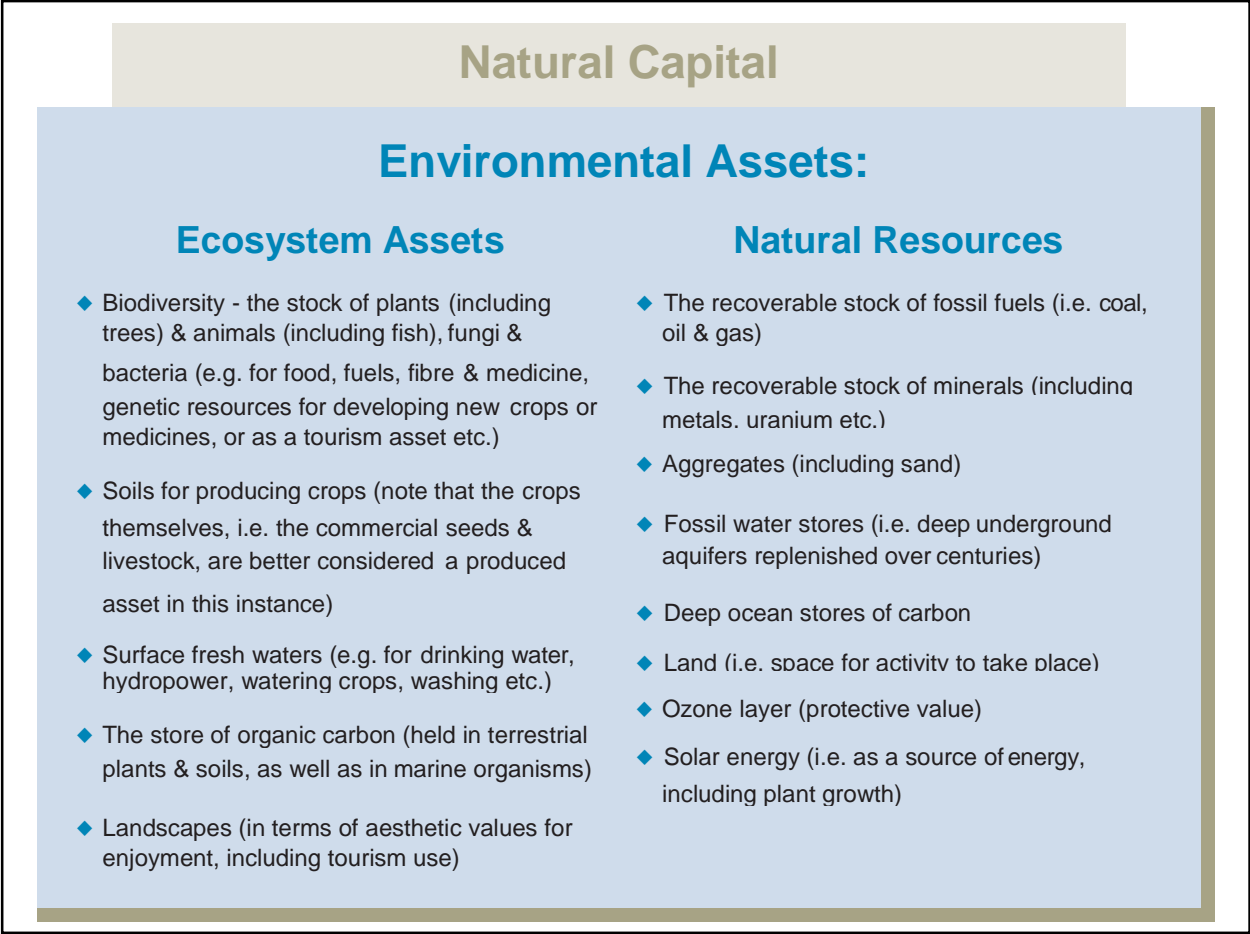 Natural Capital
Environmental Assets:
Ecosystem Assets
◆ Biodiversity - the stock of plants (including
trees) & animals (including fish), fungi &
bacteria (e.g. for food, fuels, fibre & medicine,
genetic resources for developing new crops or
medicines, or as a tourism asset etc.)
◆ Soils for producing crops (note that the crops
themselves, i.e. the commercial seeds &
livestock, are better considered a produced
asset in this instance)
◆ Surface fresh waters (e.g. for drinking water,
hydropower, watering crops, washing etc.)
◆ The store of organic carbon (held in terrestrial
plants & soils, as well as in marine organisms)
◆ Landscapes (in terms of aesthetic values for
enjoyment, including tourism use)
Natural Resources
◆ The recoverable stock of fossil fuels (i.e. coal,
oil & gas)
◆ The recoverable stock of minerals (including
metals, uranium etc.)
◆ Aggregates (including sand)
◆ Fossil water stores (i.e. deep underground
aquifers replenished over centuries)
◆ Deep ocean stores of carbon
◆ Land (i.e. space for activity to take place)
◆ Ozone layer (protective value)
◆ Solar energy (i.e. as a source of energy,
including plant growth)